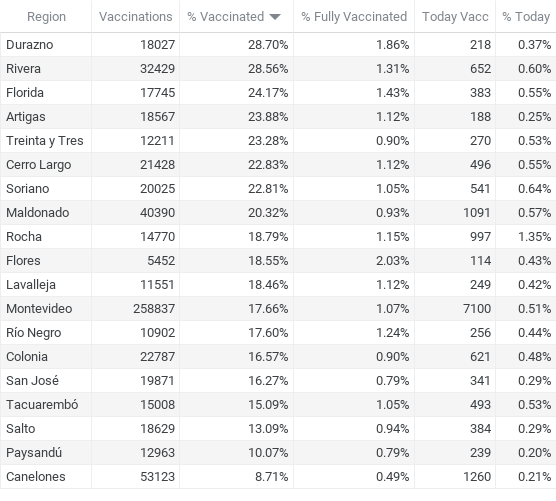 Region Vaccinations % Vaccinated % Fully Vaccinated Today Vacc % Today
Durazno 18027 28.70% 1.86% 218 0.37%
Rivera 32429 28.56% 1.31% 652 0.60%
Florida 17745 24.17% 1.43% 383 0.55%
Artigas 18567 23.88% 1.12% 188 0.25%
Treinta y Tres 12211 23.28% 0.90% 270 0.53%
Cerro Largo 21428 22.83% 1.12% 496 0.55%
Soriano 20025 22.81% 1.05% 541 0.64%
Maldonado 40390 20.32% 0.93% 1091 0.57%
Rocha 14770 18.79% 1.15% 997 1.35%
Flores 5452 18.55% 2.03% 114 0.43%
Lavalleja 11551 18.46% 1.12% 249 0.42%
Montevideo 258837 17.66% 1.07% 7100 0.51%
Río Negro 10902 17.60% 1.24% 256 0.44%
Colonia 22787 16.57% 0.90% 621 0.48%
San José 19871 16.27% 0.79% 341 0.29%
Tacuarembó 15008 15.09% 1.05% 493 0.53%
Salto 18629 13.09% 0.94% 384 0.29%
Paysandú 12963 10.07% 0.79% 239 0.20%
Canelones 53123 8.71% 0.49% 1260 0.21%